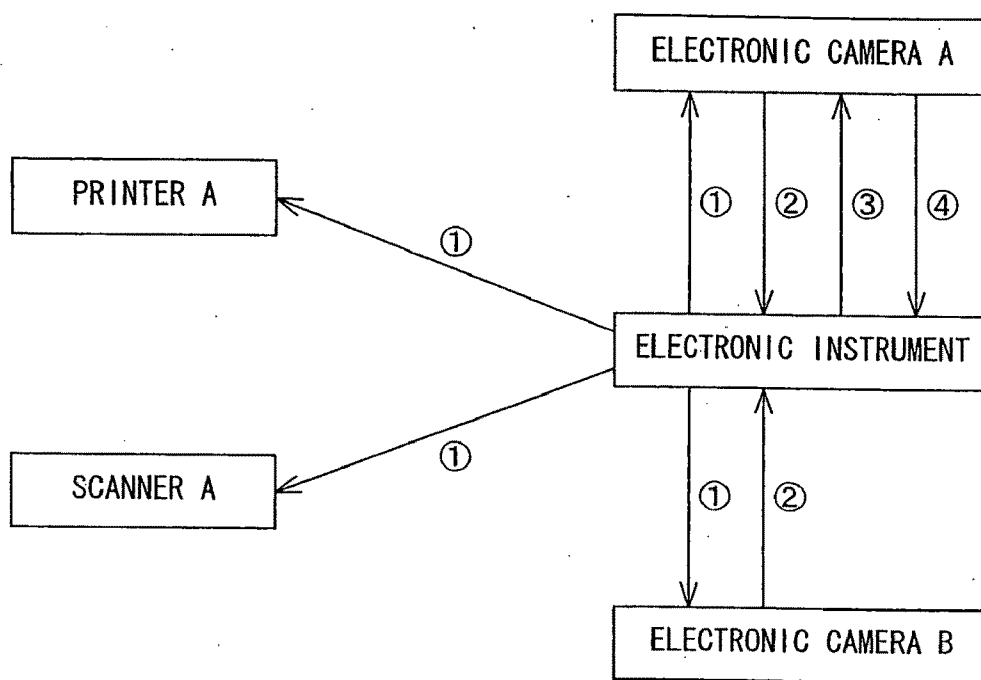 ELECTRONIC CAMERA A
PRINTER A
① ② ③ ④
①
ELECTRONIC INSTRUMENT
①
SCANNER A
① ②
ELECTRONIC CAMERA B